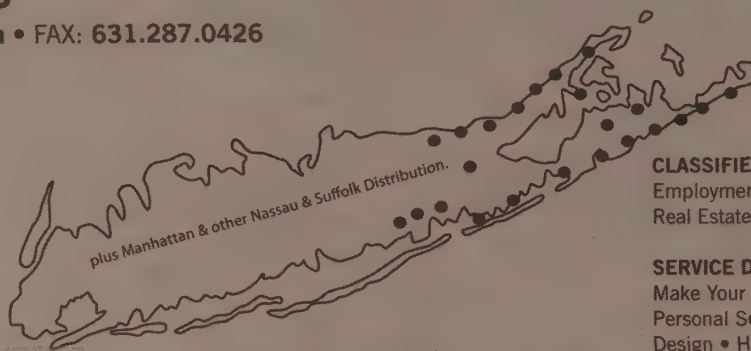 • FAX: 631.287.0426
plus Manhattan & other Nassau & Suffolk Distribution.
CLASSIFIE
Employmen
Real Estate
SERVICE D
Make Your
Personal Se
Design • H